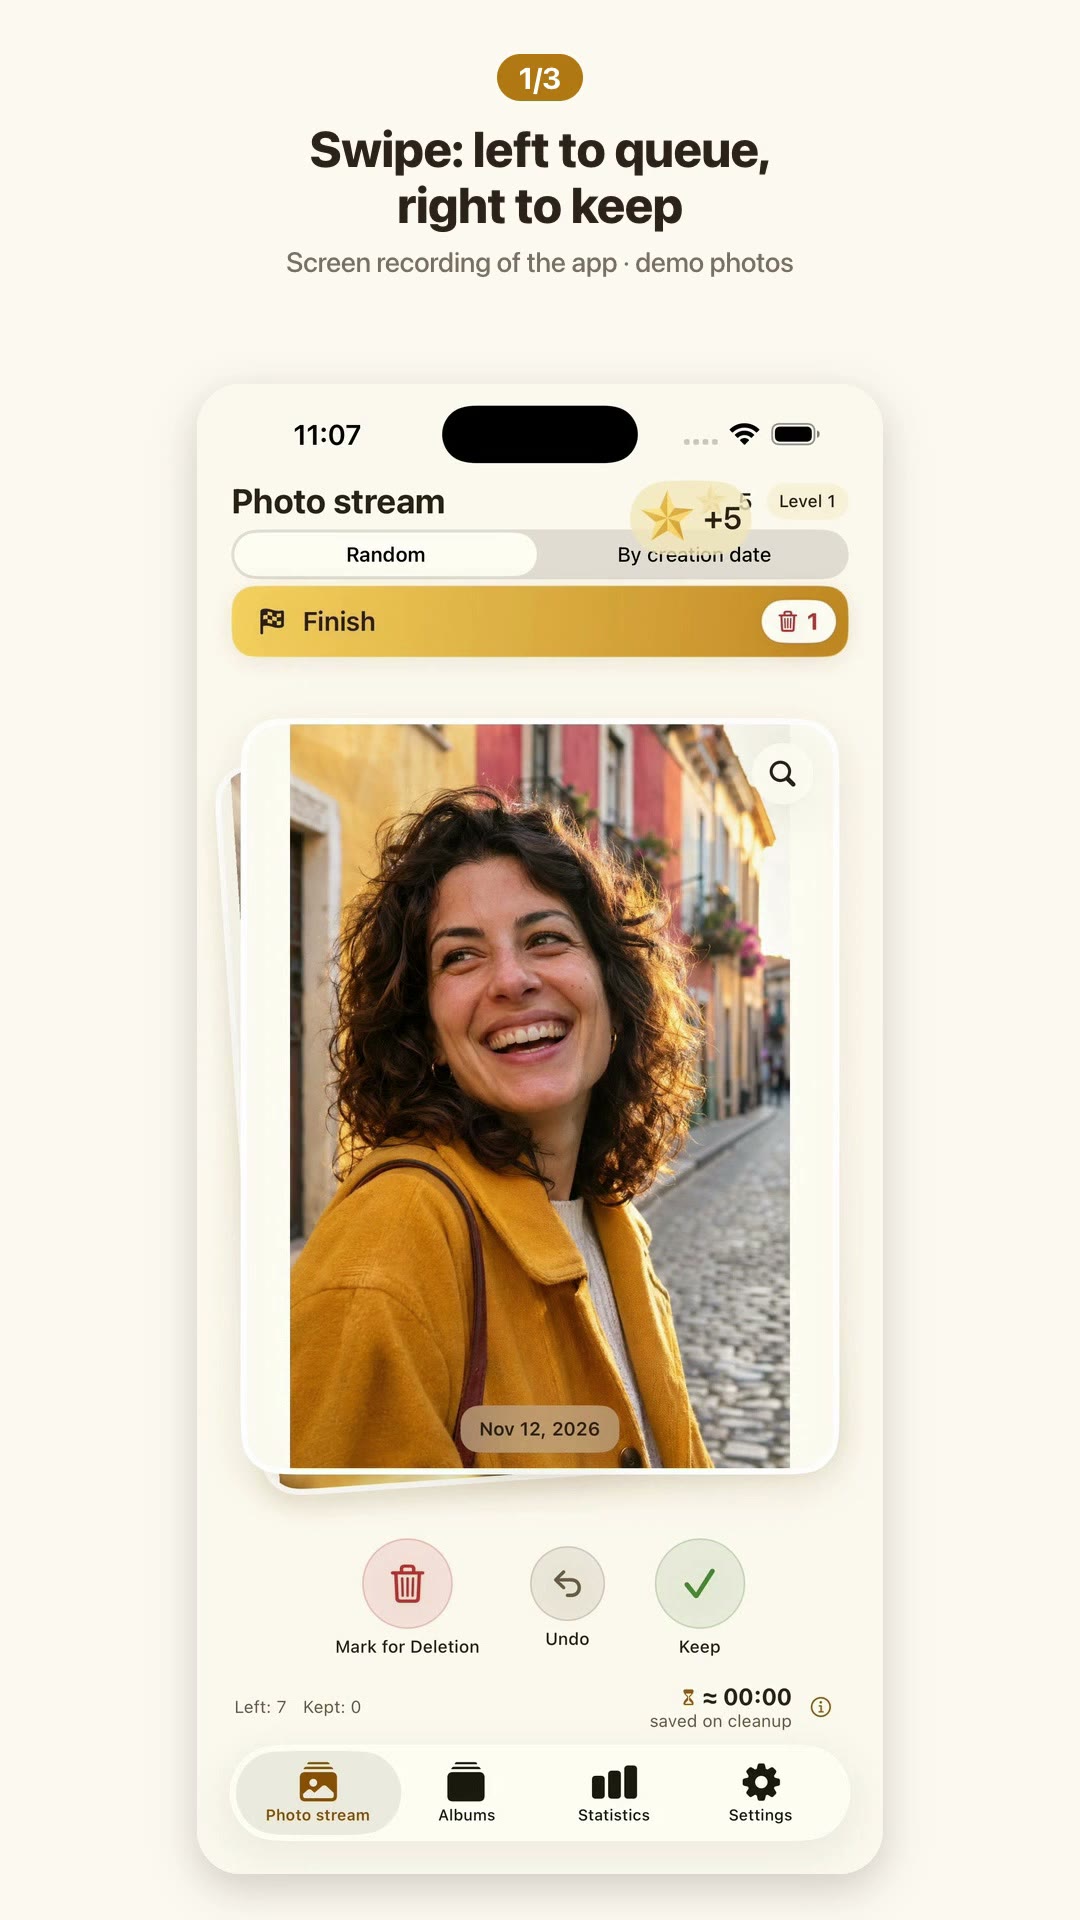 1/3
Swipe: left to queue,
right to keep
Screen recording of the app · demo photos
11:07
Photo stream
5
+5
Level 1
Random
By creation date
Finish
1
Nov 12, 2026
Mark for Deletion
Undo
Keep
Left: 7 Kept: 0
≈ 00:00
saved on cleanup
Photo stream
Albums
Statistics
Settings